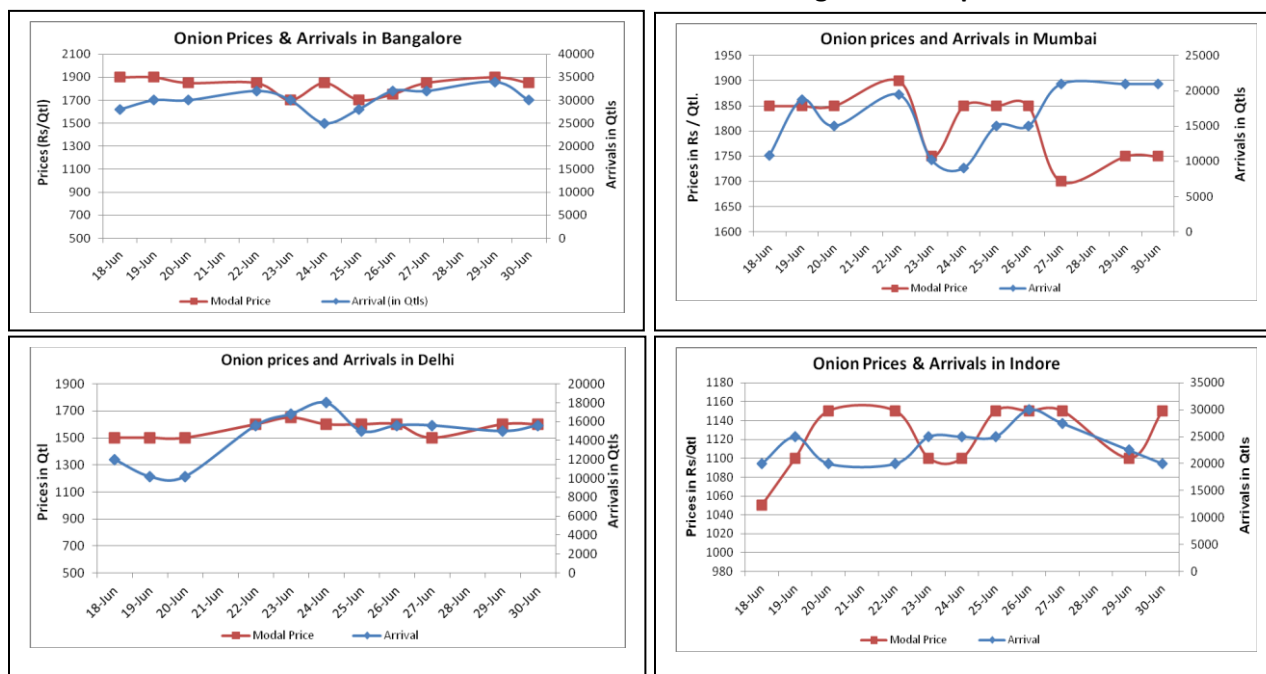 Onion Prices & Arrivals in Bangalore
Prices (Rs/Qtl)
2100
1900
1700
1500
1300
1100
900
700
500
40000
35000
30000
25000
20000
15000
10000
5000
0
Arrivals in Qtls
18-Jun
19-Jun
20-Jun
21-Jun
22-Jun
23-Jun
24-Jun
25-Jun
26-Jun
27-Jun
28-Jun
29-Jun
30-Jun
Modal Price
Arrival (in Qtls)
Onion prices and Arrivals in Mumbai
Prices in Rs / Qtl.
1950
1900
1850
1800
1750
1700
1650
1600
25000
20000
15000
10000
5000
0
Arrivals in Qtls
18-Jun
19-Jun
20-Jun
21-Jun
22-Jun
23-Jun
24-Jun
25-Jun
26-Jun
27-Jun
28-Jun
29-Jun
30-Jun
Modal Price
Arrival
Onion prices and Arrivals in Delhi
Prices in Qtl
1900
1700
1500
1300
1100
900
700
500
20000
18000
16000
14000
12000
10000
8000
6000
4000
2000
0
Arrivals in Qtls
18-Jun
19-Jun
20-Jun
21-Jun
22-Jun
23-Jun
24-Jun
25-Jun
26-Jun
27-Jun
28-Jun
29-Jun
30-Jun
Modal Price
Arrival
Onion Prices & Arrivals in Indore
Prices in Rs/Qtl
1180
1160
1140
1120
1100
1080
1060
1040
1020
1000
980
35000
30000
25000
20000
15000
10000
5000
0
Arrivals in Qtls
18-Jun
19-Jun
20-Jun
21-Jun
22-Jun
23-Jun
24-Jun
25-Jun
26-Jun
27-Jun
28-Jun
29-Jun
30-Jun
Modal Price
Arrival